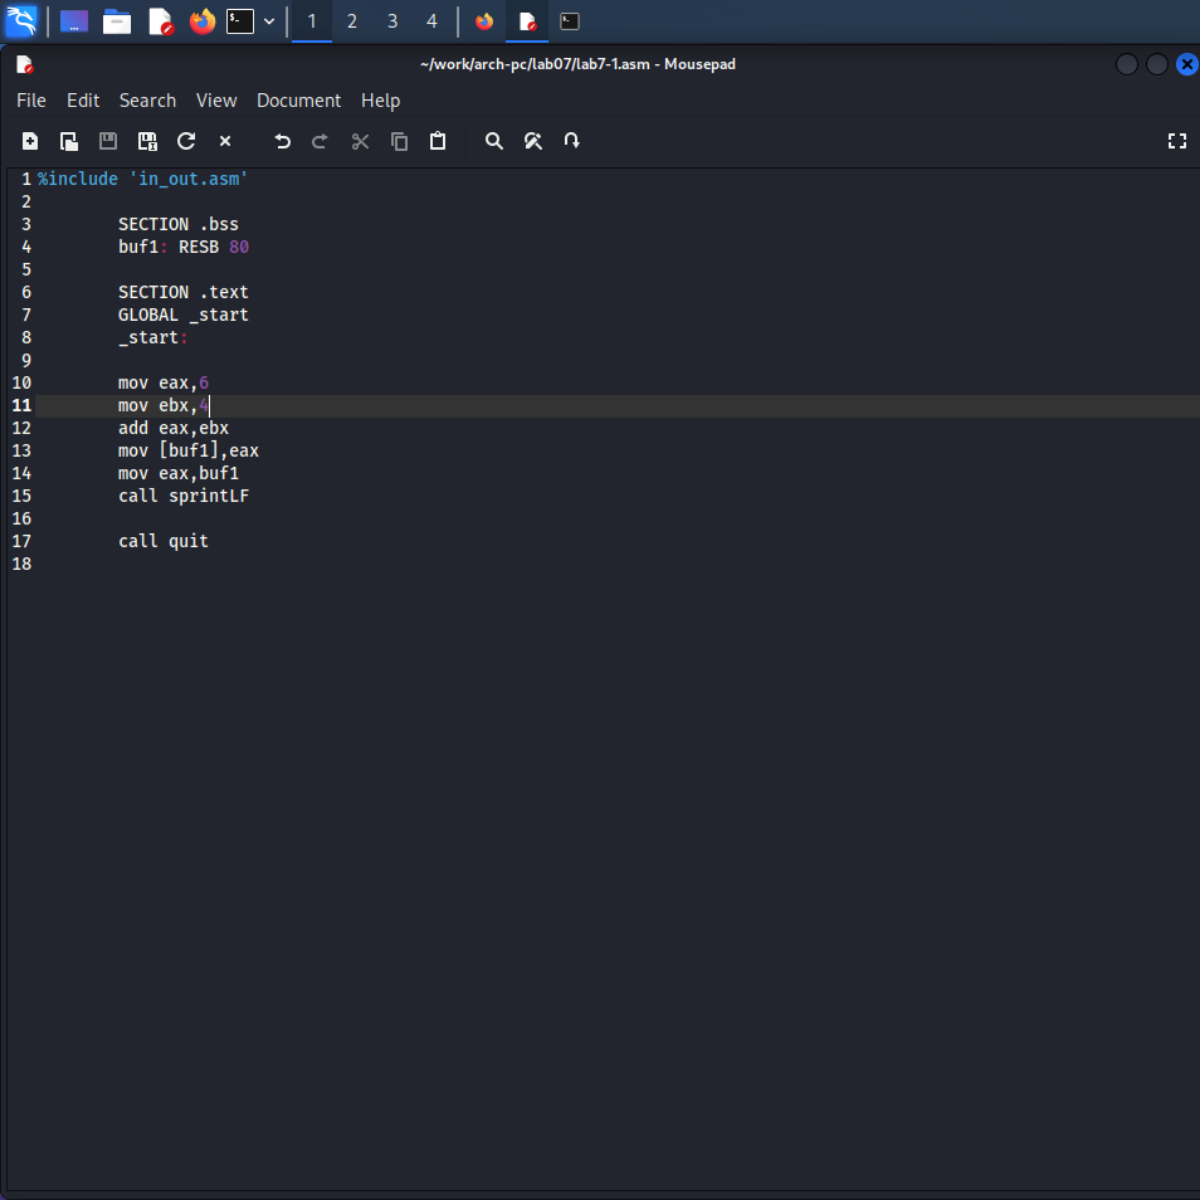 1 2 3 4
~/work/arch-pc/lab07/lab7-1.asm - Mousepad
File Edit Search View Document Help
1 %include 'in_out.asm'
2
3 SECTION .bss
4 buf1: RESB 80
5
6 SECTION .text
7 GLOBAL _start
8 _start:
9
10 mov eax,6
11 mov ebx,4
12 add eax,ebx
13 mov [buf1],eax
14 mov eax,buf1
15 call sprintLF
16
17 call quit
18